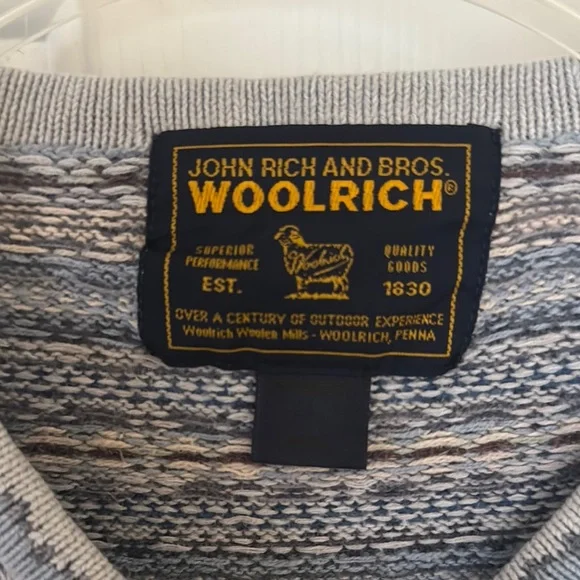 JOHN RICH AND BROS.
WOOLRICH®
SUPERIOR PERFORMANCE
Woolrich
QUALITY GOODS
EST. 1830
OVER A CENTURY OF OUTDOOR EXPERIENCE
Woolrich Woolen Mills - WOOLRICH, PENNA